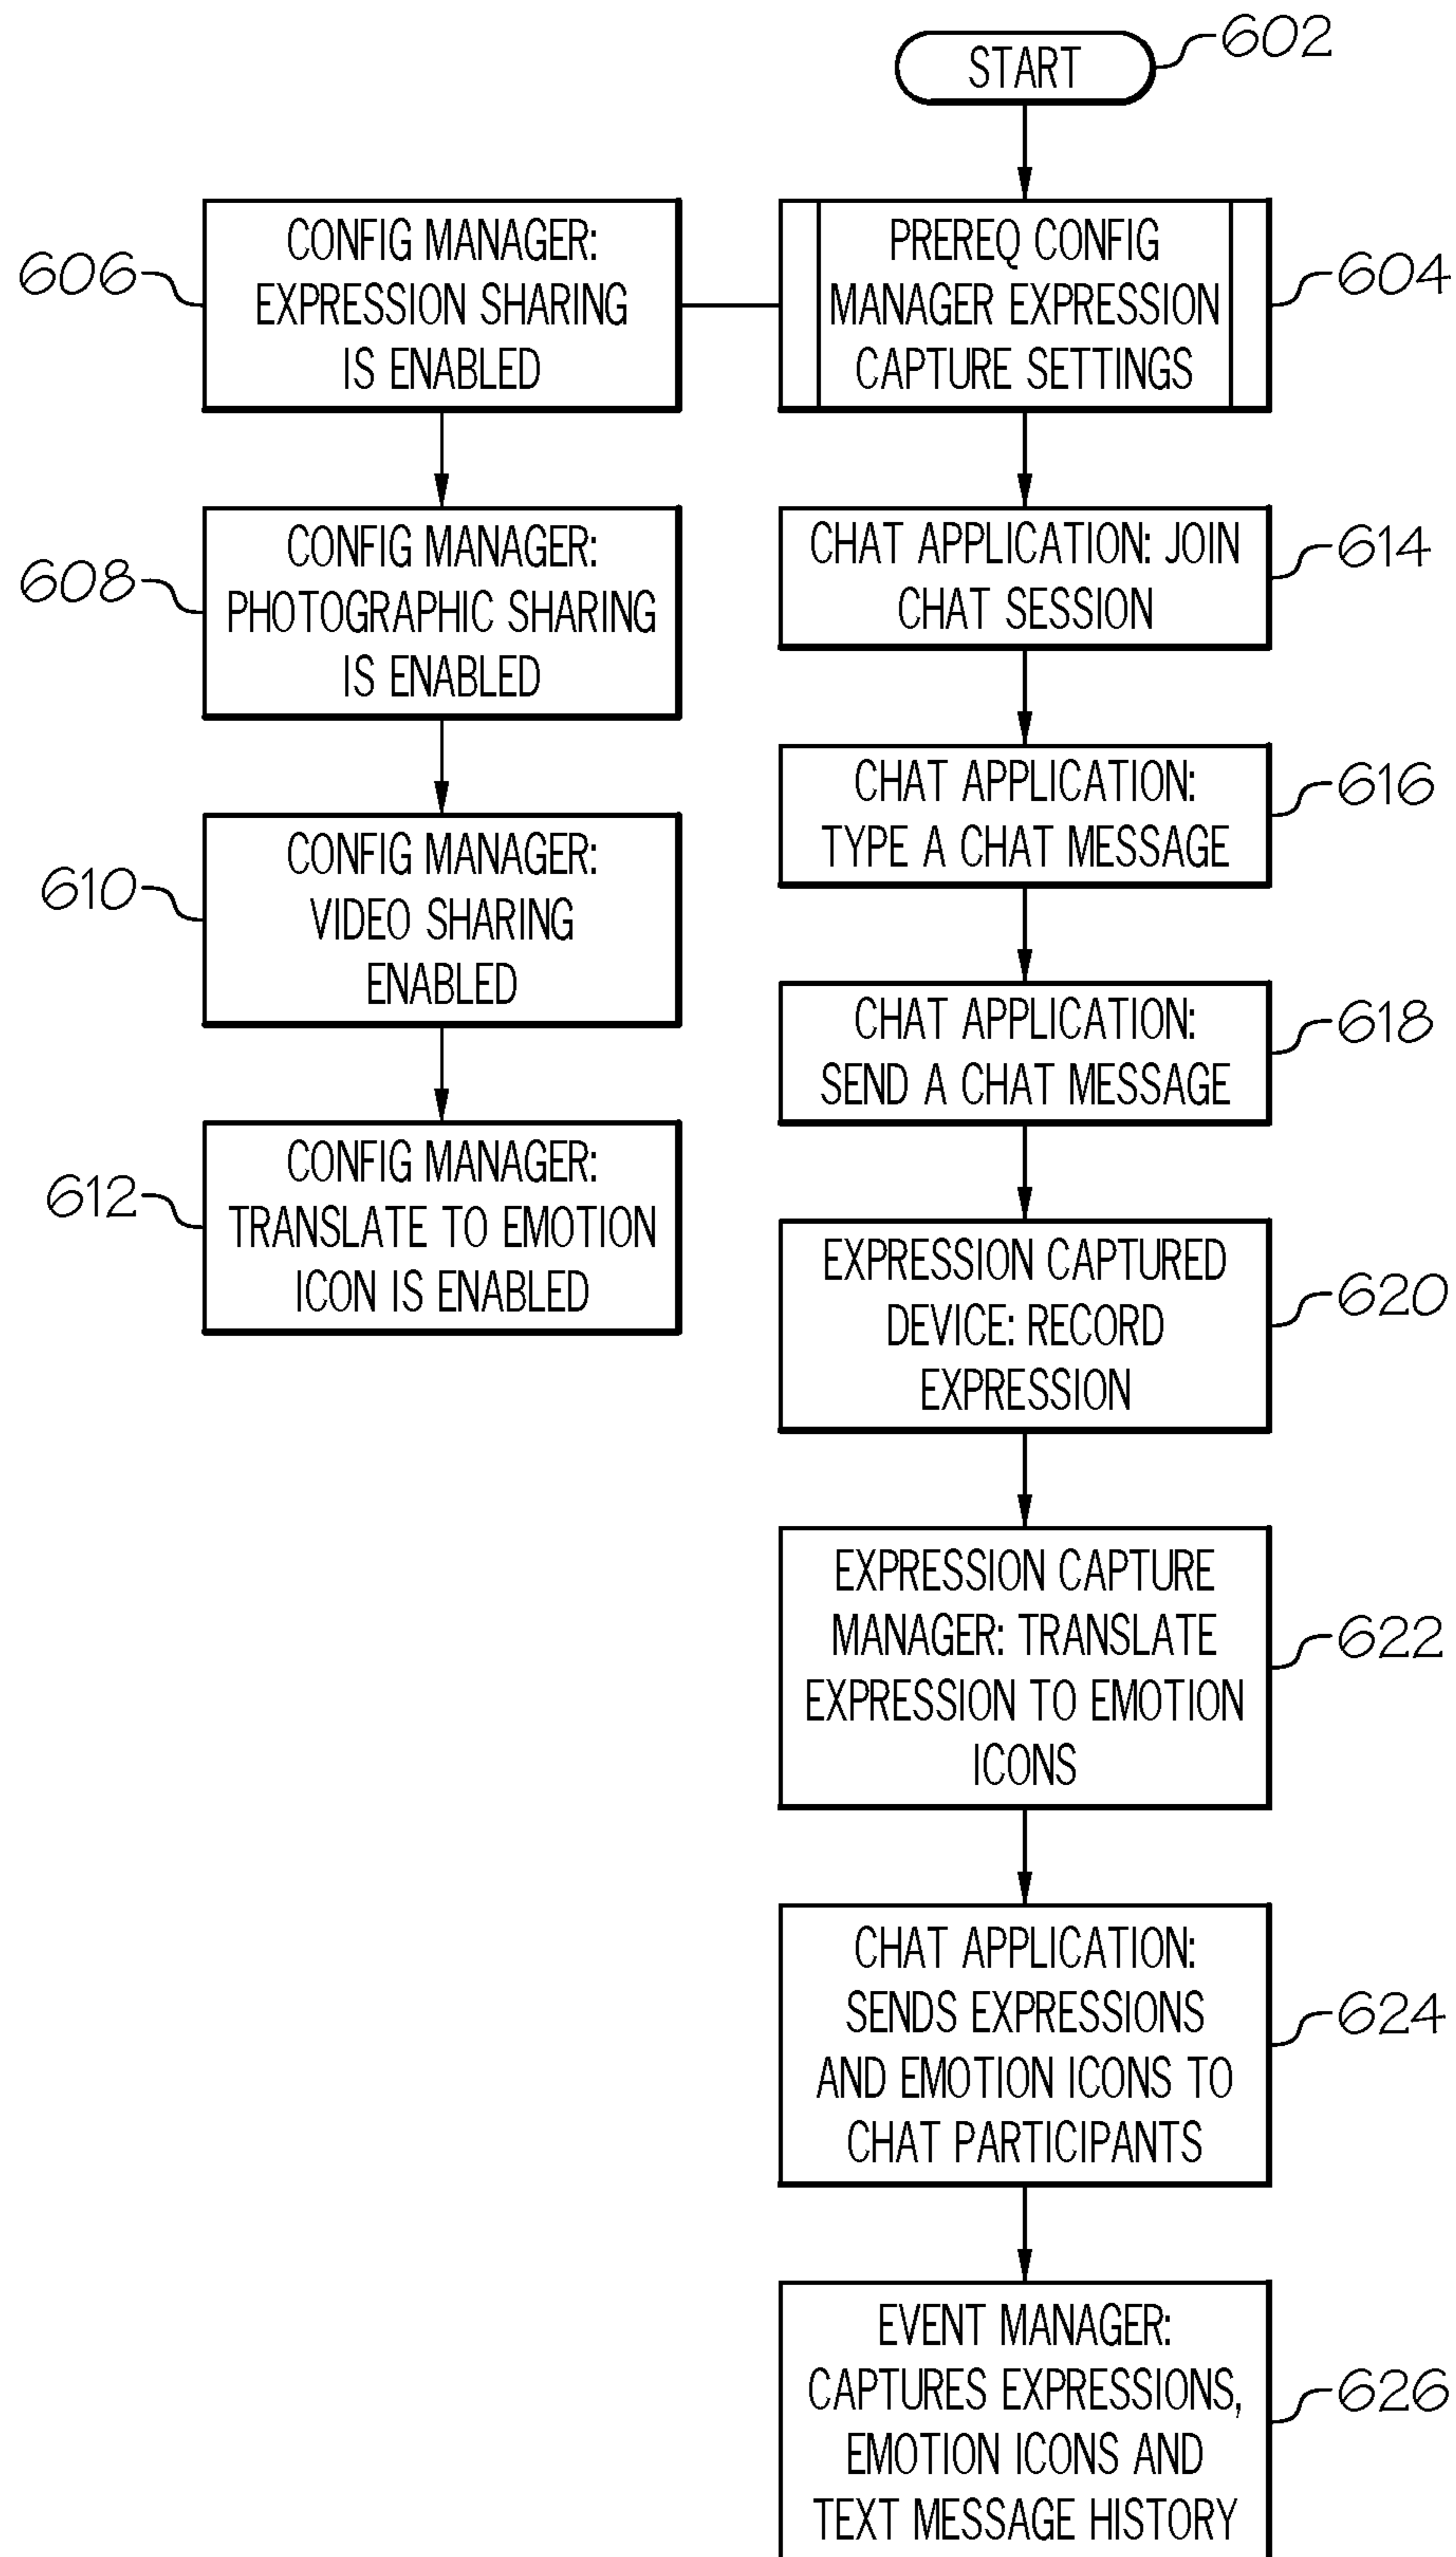 START
602
606
CONFIG MANAGER:
EXPRESSION SHARING
IS ENABLED
PREREQ CONFIG
MANAGER EXPRESSION
CAPTURE SETTINGS
604
608
CONFIG MANAGER:
PHOTOGRAPHIC SHARING
IS ENABLED
610
CONFIG MANAGER:
VIDEO SHARING
ENABLED
612
CONFIG MANAGER:
TRANSLATE TO EMOTION
ICON IS ENABLED
CHAT APPLICATION: JOIN
CHAT SESSION
614
CHAT APPLICATION:
TYPE A CHAT MESSAGE
616
CHAT APPLICATION:
SEND A CHAT MESSAGE
618
EXPRESSION CAPTURED
DEVICE: RECORD
EXPRESSION
620
EXPRESSION CAPTURE
MANAGER: TRANSLATE
EXPRESSION TO EMOTION
ICONS
622
CHAT APPLICATION:
SENDS EXPRESSIONS
AND EMOTION ICONS TO
CHAT PARTICIPANTS
624
EVENT MANAGER:
CAPTURES EXPRESSIONS,
EMOTION ICONS AND
TEXT MESSAGE HISTORY
626